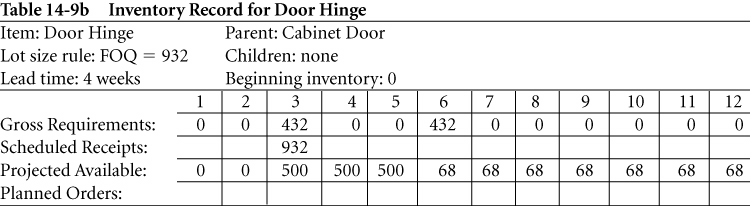 Table 14-9b Inventory Record for Door Hinge
Item: Door Hinge Parent: Cabinet Door
Lot size rule: FOQ = 932 Children: none
Lead time: 4 weeks Beginning inventory: 0
1 2 3 4 5 6 7 8 9 10 11 12
Gross Requirements: 0 0 432 0 0 432 0 0 0 0 0 0
Scheduled Receipts: 932
Projected Available: 0 0 500 500 500 68 68 68 68 68 68 68
Planned Orders: